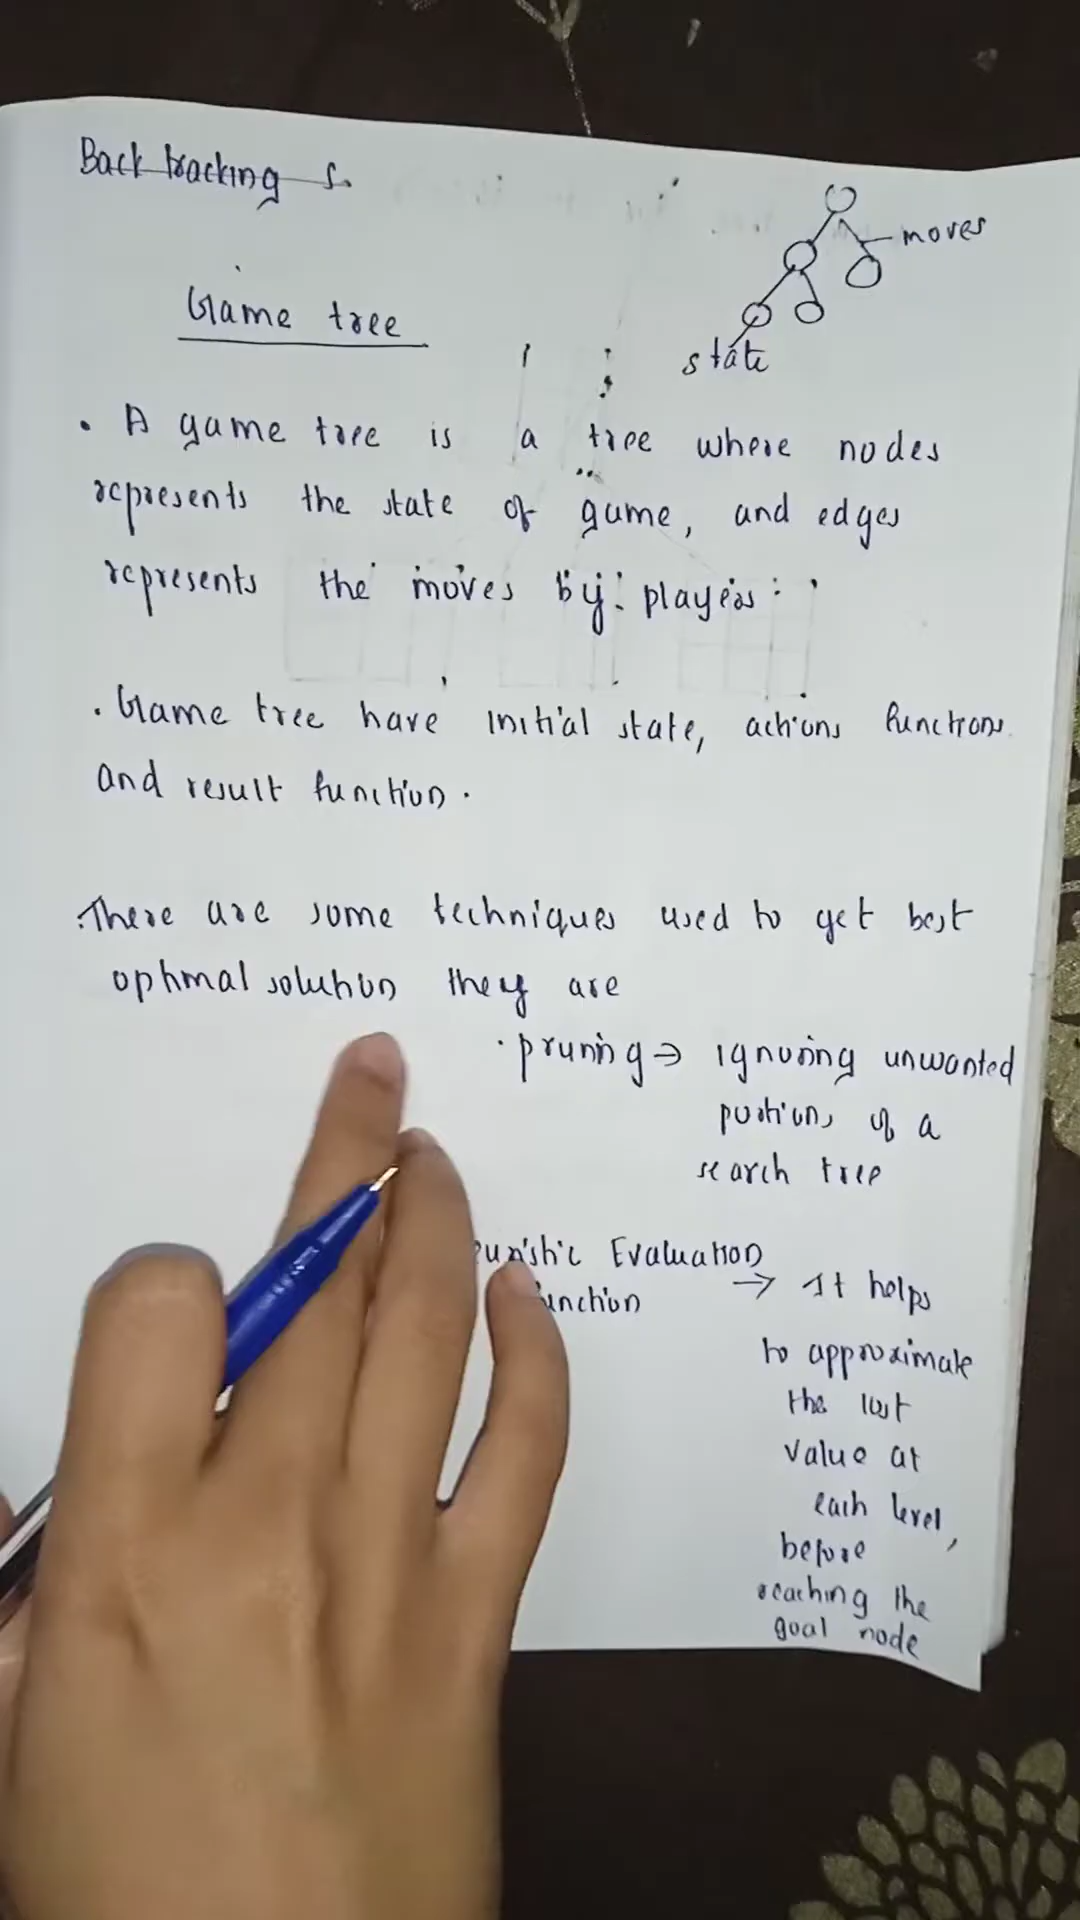 Back tracking
moves
Game tree
state
. A game tree is a tree where nodes
represents the state of game, and edges
represents the moves by players.
. Game tree have initial state, actions functions.
and result function.
. There are some techniques used to get best
optimal solution they are
. pruning → ignoring unwanted
portions of a
search tree
euristic Evaluation
unction → It helps
to approximate
the
value at
each level,
before
reaching the
goal node